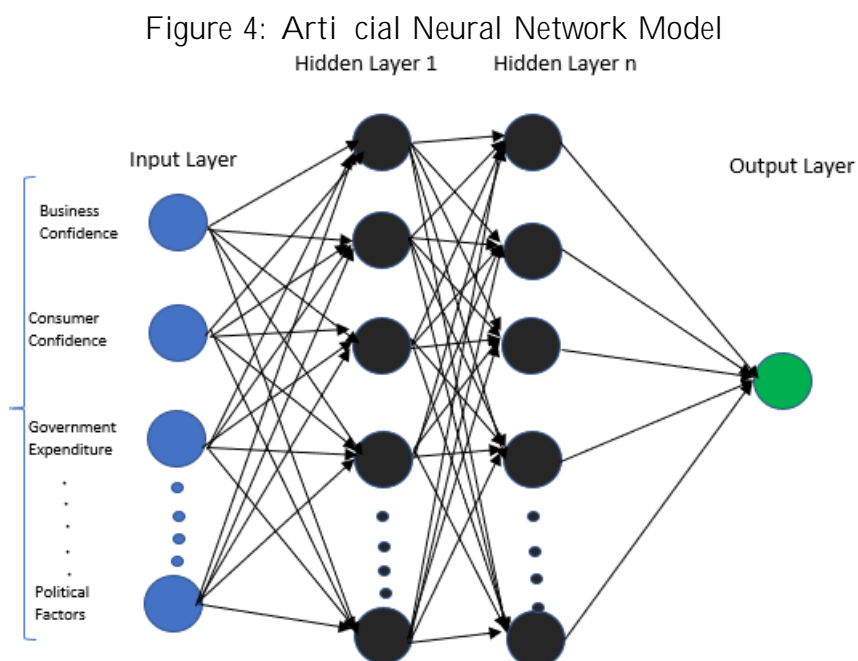 Figure 4: Arti cial Neural Network Model
Hidden Layer 1
Hidden Layer n
Input Layer
Output Layer
Business
Confidence
Consumer
Confidence
Government
Expenditure
Political
Factors